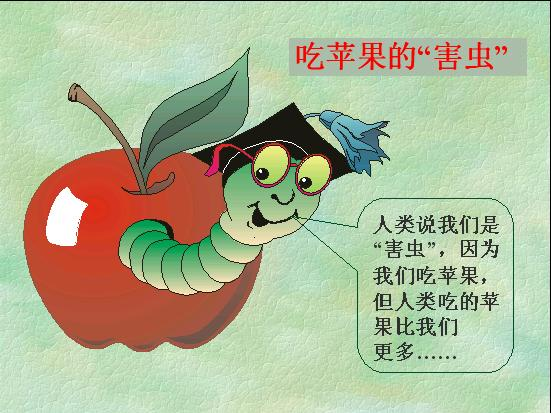 吃苹果的“害虫”
人类说我们是
“害虫”，因为
我们吃苹果，
但人类吃的苹
果比我们
更多……